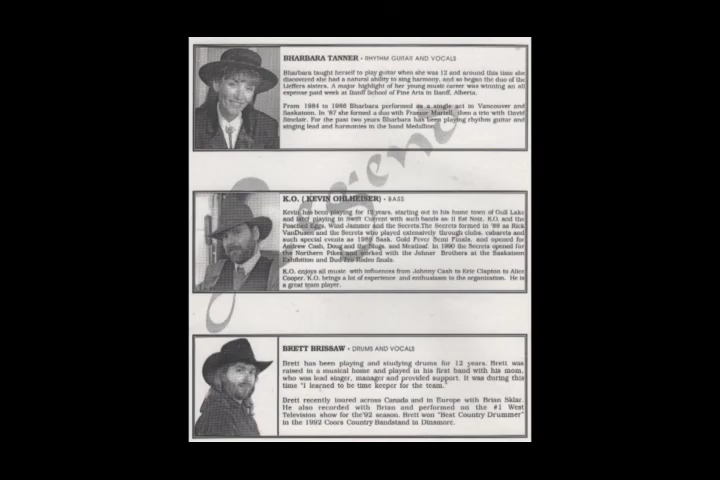 BHARBARA TANNER • RHYTHM GUITAR AND VOCALS
Bharbara taught herself to play guitar when she was 12 and around this time she
discovered she had a natural ability to sing harmony, and so began the duo of the
Lieffers sisters. A major highlight of her young music career was winning an all
expense paid week at Banff School of Fine Arts in Banff, Alberta.
From 1984 to 1986 Bharbara performed as a single act in Vancouver and
Saskatoon. In '87 she formed a duo with France Martell, then a trio with David
Sinclair. For the past two years Bharbara has been playing rhythm guitar and
singing lead and harmonies in the band Medallion.
Legend
K.O. ( KEVIN OHLHEISER) • BASS
Kevin has been playing for 15 years, starting out in his home town of Gull Lake
and later playing in Swift Current with such bands as: It Kez Noiz, K.O. and the
Poached Eggs, Wind Jammer and the Secrets. The Secrets formed in '88 as Rick
VanDusen and the Secrets who played extensively through clubs, cabarets and
such special events as 1989 Sask. Gold Fever Semi Finals, and opened for
Andrew Cash, Doug and the Slugs, and Meatloaf. In 1990 the Secrets opened for
the Northern Pikes and worked with the Johner Brothers at the Saskatoon
Exhibition and Bud Pro Rodeo finals.
K.O. enjoys all music with influences from Johnny Cash to Eric Clapton to Alice
Cooper. K.O. brings a lot of experience and enthusiasm to the organization. He is
a great team player.
BRETT BRISSAW • DRUMS AND VOCALS
Brett has been playing and studying drums for 12 years. Brett was
raised in a musical home and played in his first band with his mom,
who was lead singer, manager and provided support. It was during this
time "I learned to be time keeper for the team."
Brett recently toured across Canada and in Europe with Brian Sklar.
He also recorded with Brian and performed on the #1 West
Television show for the '92 season. Brett won "Best Country Drummer"
in the 1992 Coors Country Bandstand in Dinsmore.